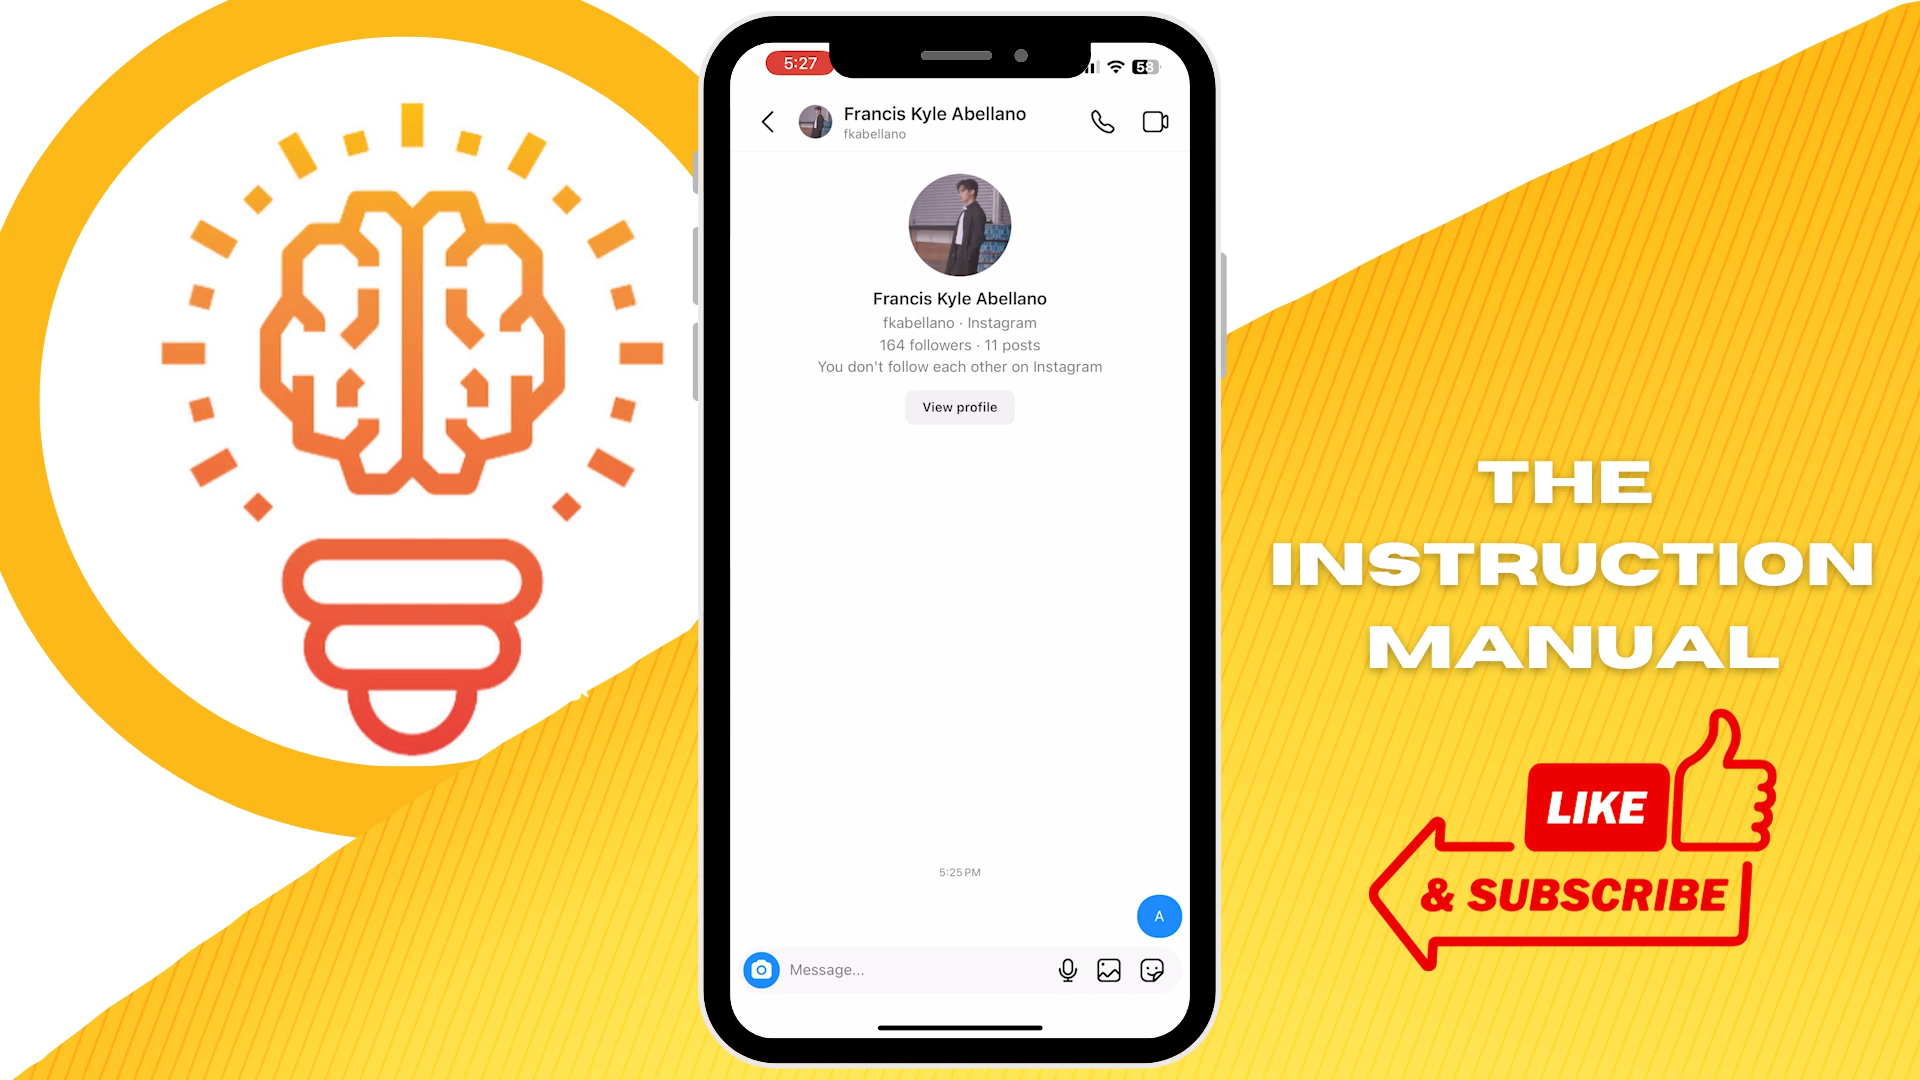 5:27
58
Francis Kyle Abellano
fkabellano
Francis Kyle Abellano
fkabellano · Instagram
164 followers · 11 posts
You don't follow each other on Instagram
View profile
5:25 PM
A
Message...
THE
INSTRUCTION
MANUAL
LIKE
& SUBSCRIBE